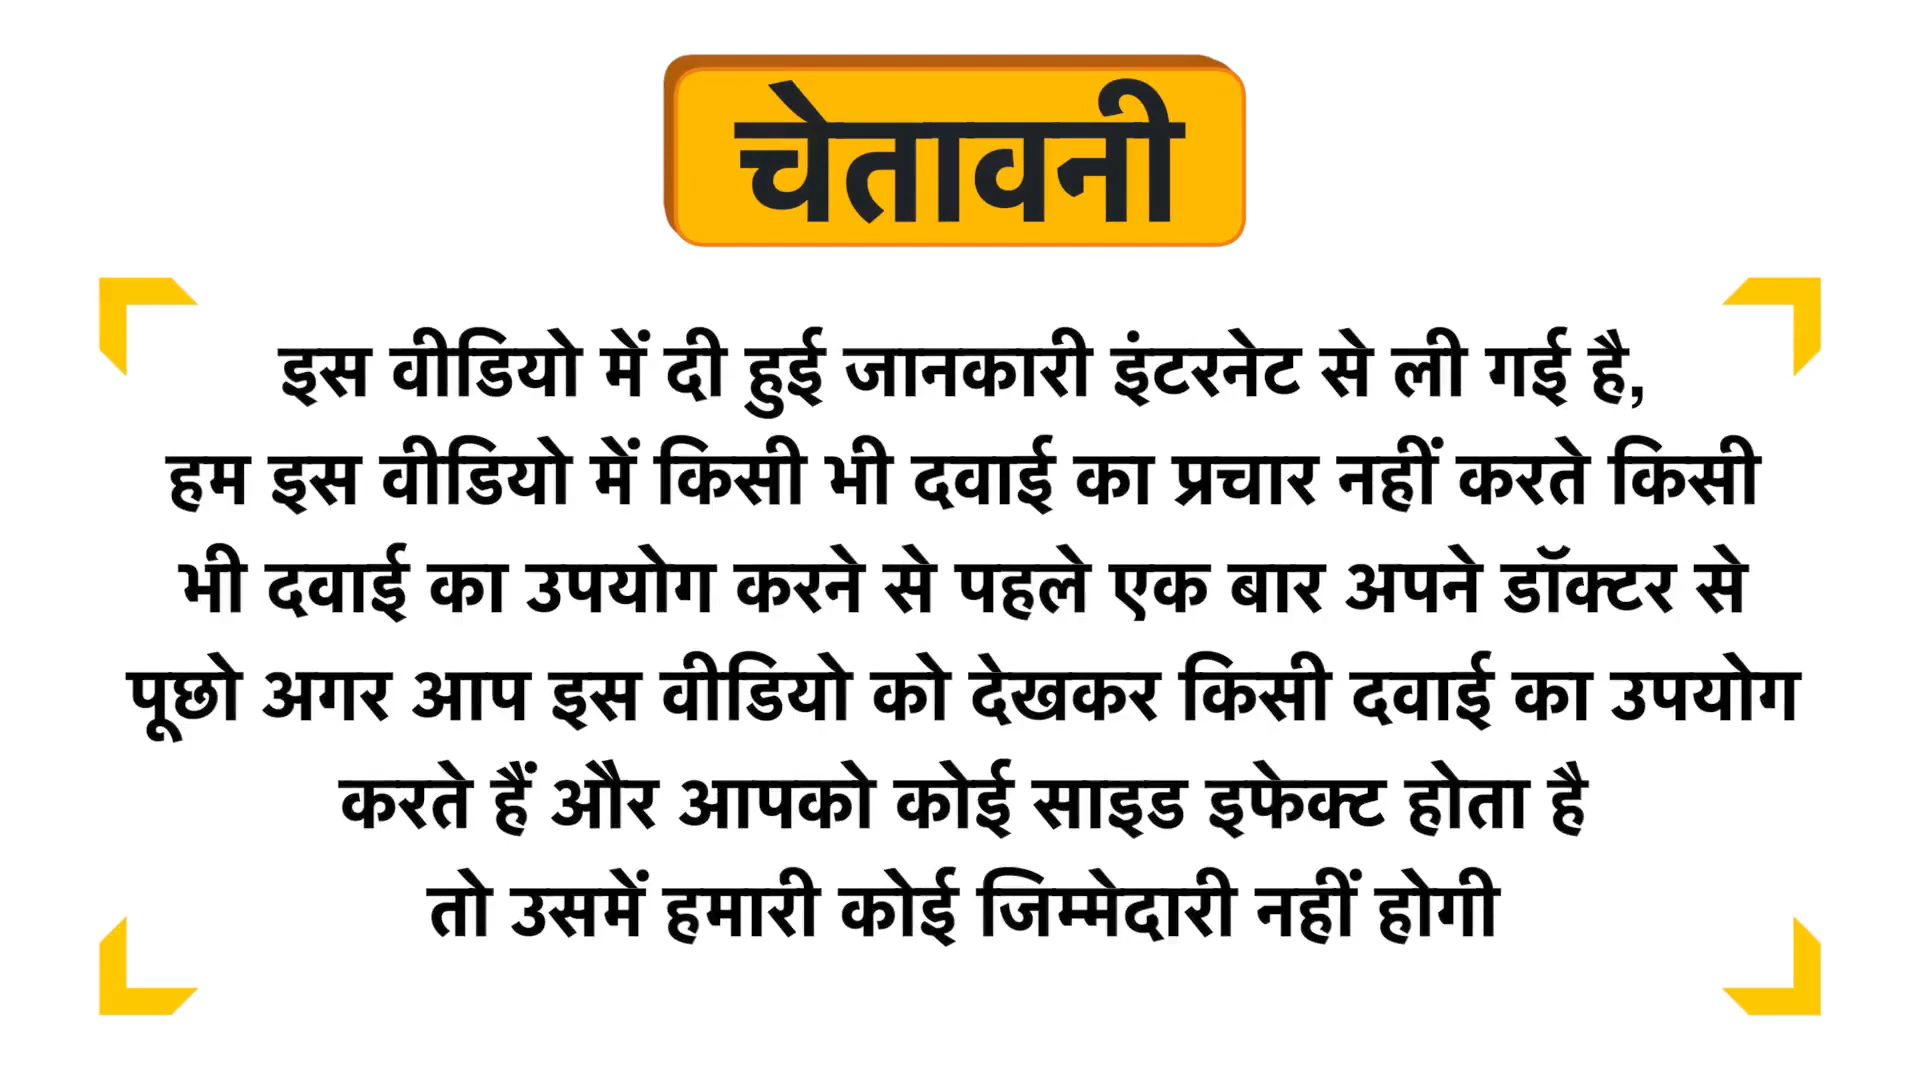 चेतावनी
इस वीडियो में दी हुई जानकारी इंटरनेट से ली गई है,
हम इस वीडियो में किसी भी दवाई का प्रचार नहीं करते किसी
भी दवाई का उपयोग करने से पहले एक बार अपने डॉक्टर से
पूछो अगर आप इस वीडियो को देखकर किसी दवाई का उपयोग
करते हैं और आपको कोई साइड इफेक्ट होता है
तो उसमें हमारी कोई जिम्मेदारी नहीं होगी